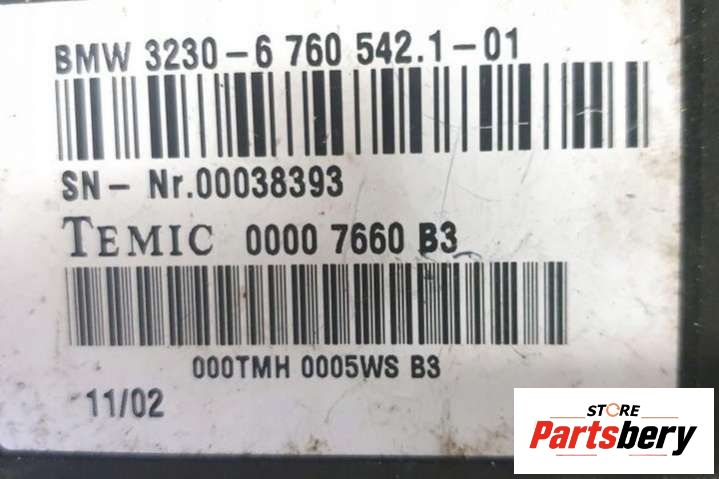 BMW 3230-6 760 542.1-01
SN- Nr.00038393
TEMIC 0000 7660 B3
000TMH 0005WS B3
11/02
STORE
Partsbery